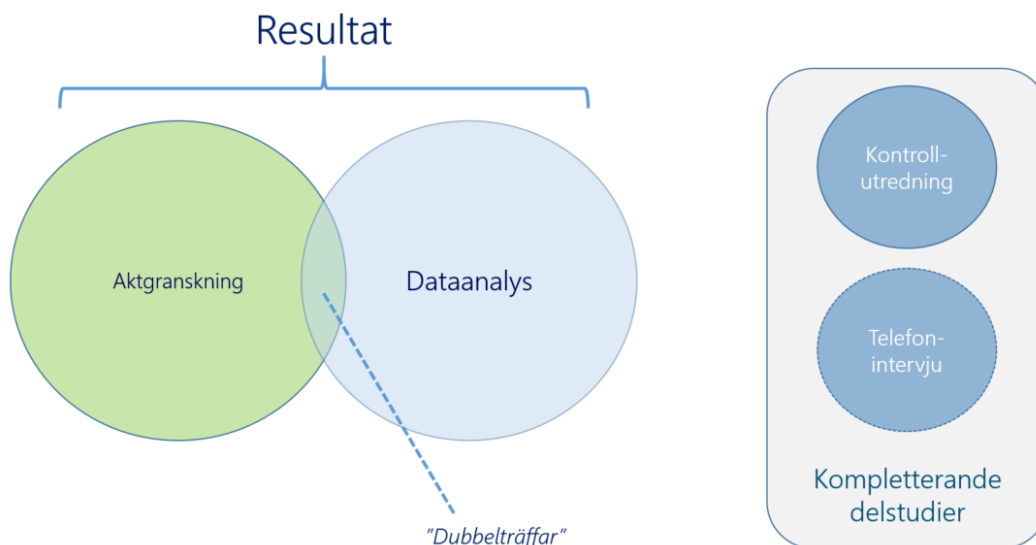 Resultat
Aktgranskning
Dataanalys
"Dubbelträffar"
Kontroll-
utredning
Telefon-
intervju
Kompletterande
delstudier